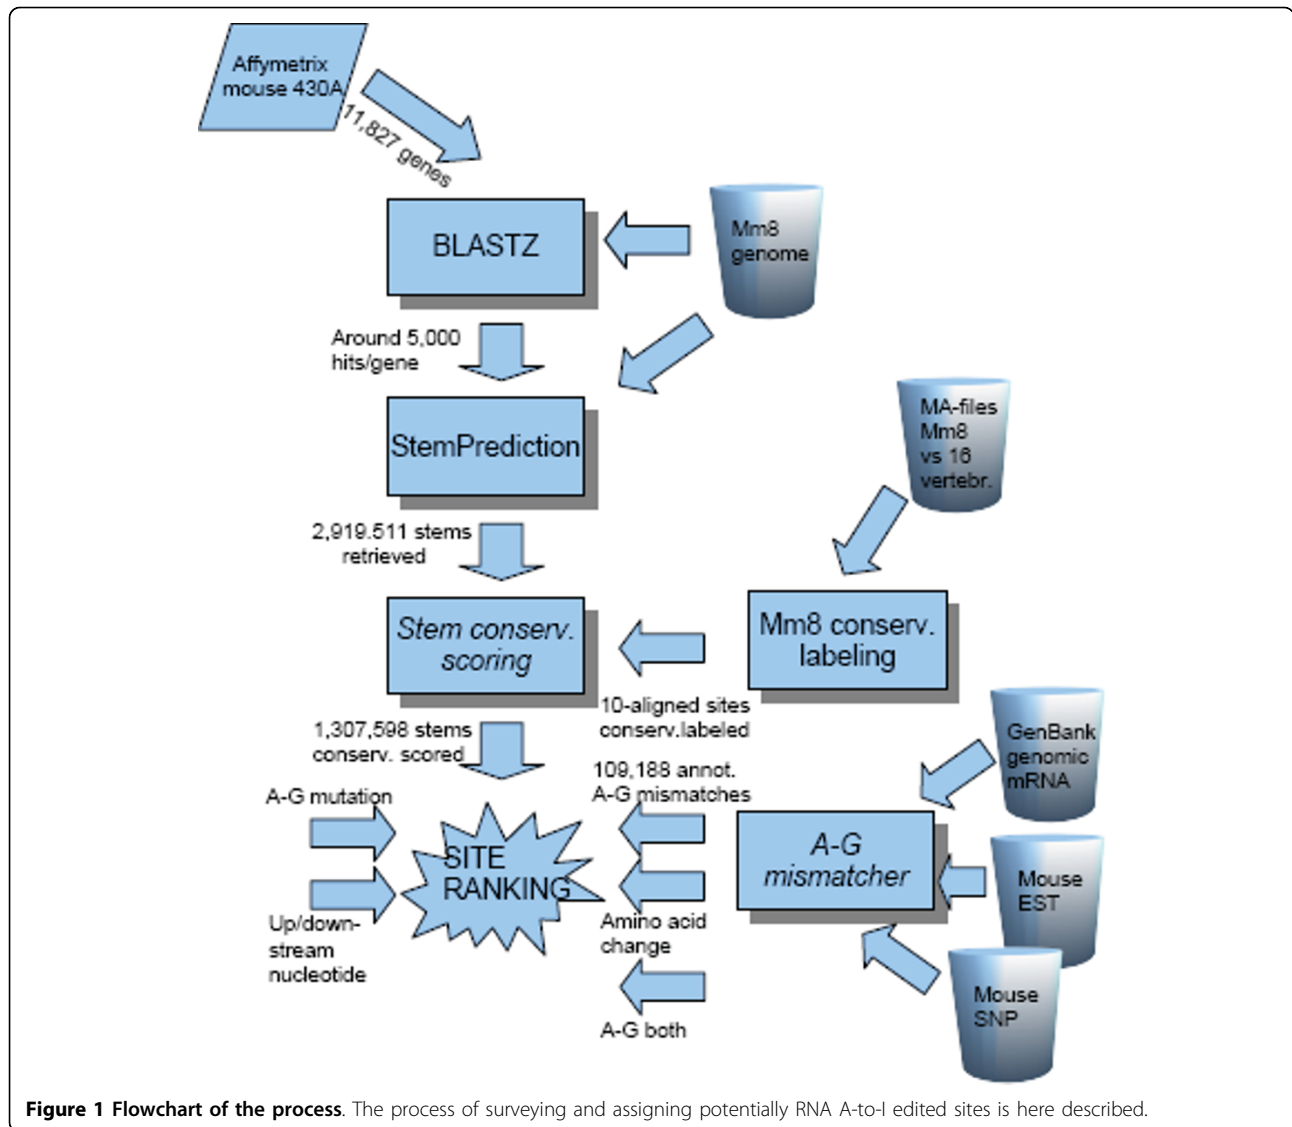 Affymetrix
mouse 430A
11,827 genes
BLASTZ
Mm8
genome
Around 5,000
hits/gene
StemPrediction
MA-files
Mm8
vs 16
vertebr.
2,919.511 stems
retrieved
Stem conserv.
scoring
Mm8 conserv.
labeling
10-aligned sites
conserv.labeled
1,307,598 stems
conserv. scored
GenBank
genomic
mRNA
109,188 annot.
A-G mismatches
A-G mutation
SITE
RANKING
A-G
mismatcher
Mouse
EST
Up/down-
stream
nucleotide
Amino acid
change
Mouse
SNP
A-G both
Figure 1 Flowchart of the process. The process of surveying and assigning potentially RNA A-to-I edited sites is here described.